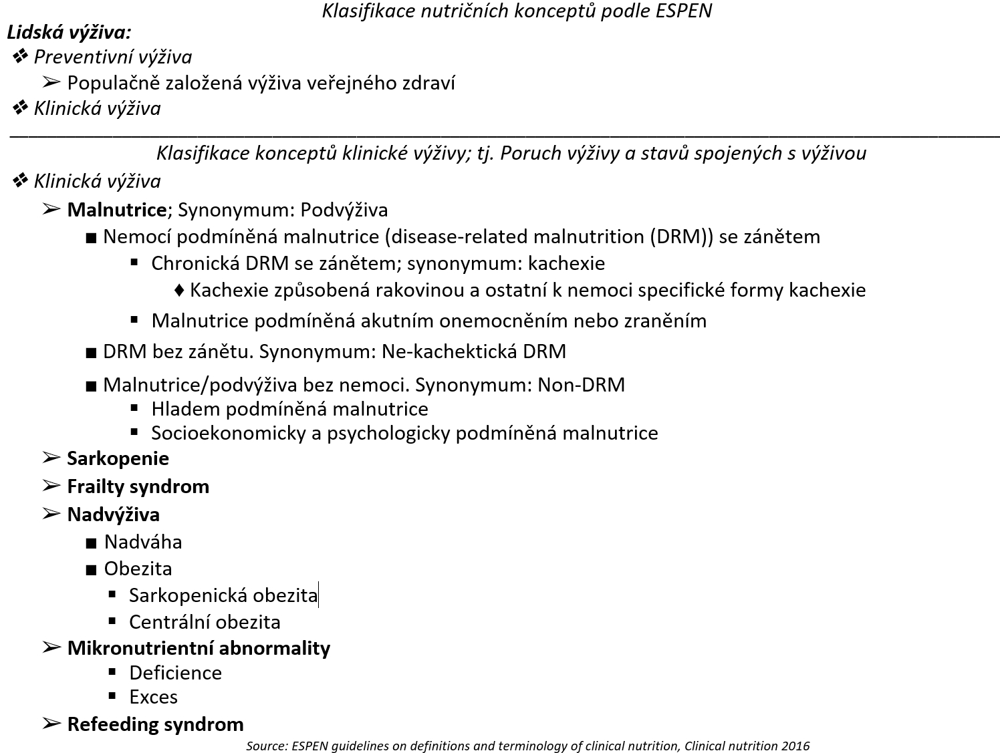 Klasifikace nutričních konceptů podle ESPEN
Lidská výživa:
❖ Preventivní výživa
➢ Populačně založená výživa veřejného zdraví
❖ Klinická výživa
Klasifikace konceptů klinické výživy; tj. Poruch výživy a stavů spojených s výživou
❖ Klinická výživa
➢ Malnutrice; Synonymum: Podvýživa
■ Nemocí podmíněná malnutrice (disease-related malnutrition (DRM)) se zánětem
▪ Chronická DRM se zánětem; synonymum: kachexie
♦ Kachexie způsobená rakovinou a ostatní k nemoci specifické formy kachexie
▪ Malnutrice podmíněná akutním onemocněním nebo zraněním
■ DRM bez zánětu. Synonymum: Ne-kachektická DRM
■ Malnutrice/podvýživa bez nemoci. Synonymum: Non-DRM
▪ Hladem podmíněná malnutrice
▪ Socioekonomicky a psychologicky podmíněná malnutrice
➢ Sarkopenie
➢ Frailty syndrom
➢ Nadvýživa
■ Nadváha
■ Obezita
▪ Sarkopenická obezita
▪ Centrální obezita
➢ Mikronutrientní abnormality
▪ Deficience
▪ Exces
➢ Refeeding syndrom
Source: ESPEN guidelines on definitions and terminology of clinical nutrition, Clinical nutrition 2016